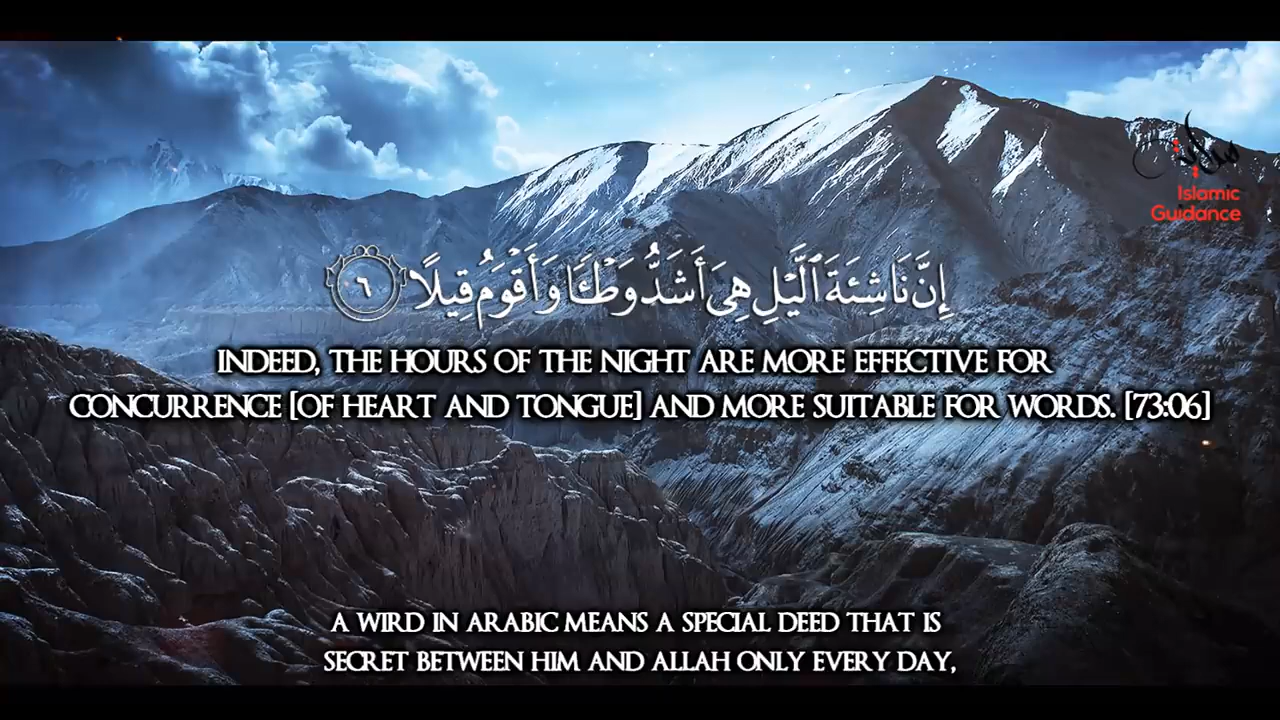 هداية
Islamic
Guidance
إِنَّ نَاشِئَةَ ٱلَّيْلِ هِىَ أَشَدُّ وَطْـًٔا وَأَقْوَمُ قِيلًا ٦
INDEED, THE HOURS OF THE NIGHT ARE MORE EFFECTIVE FOR
CONCURRENCE [OF HEART AND TONGUE] AND MORE SUITABLE FOR WORDS. [73:06]
A WIRD IN ARABIC MEANS A SPECIAL DEED THAT IS
SECRET BETWEEN HIM AND ALLAH ONLY EVERY DAY,